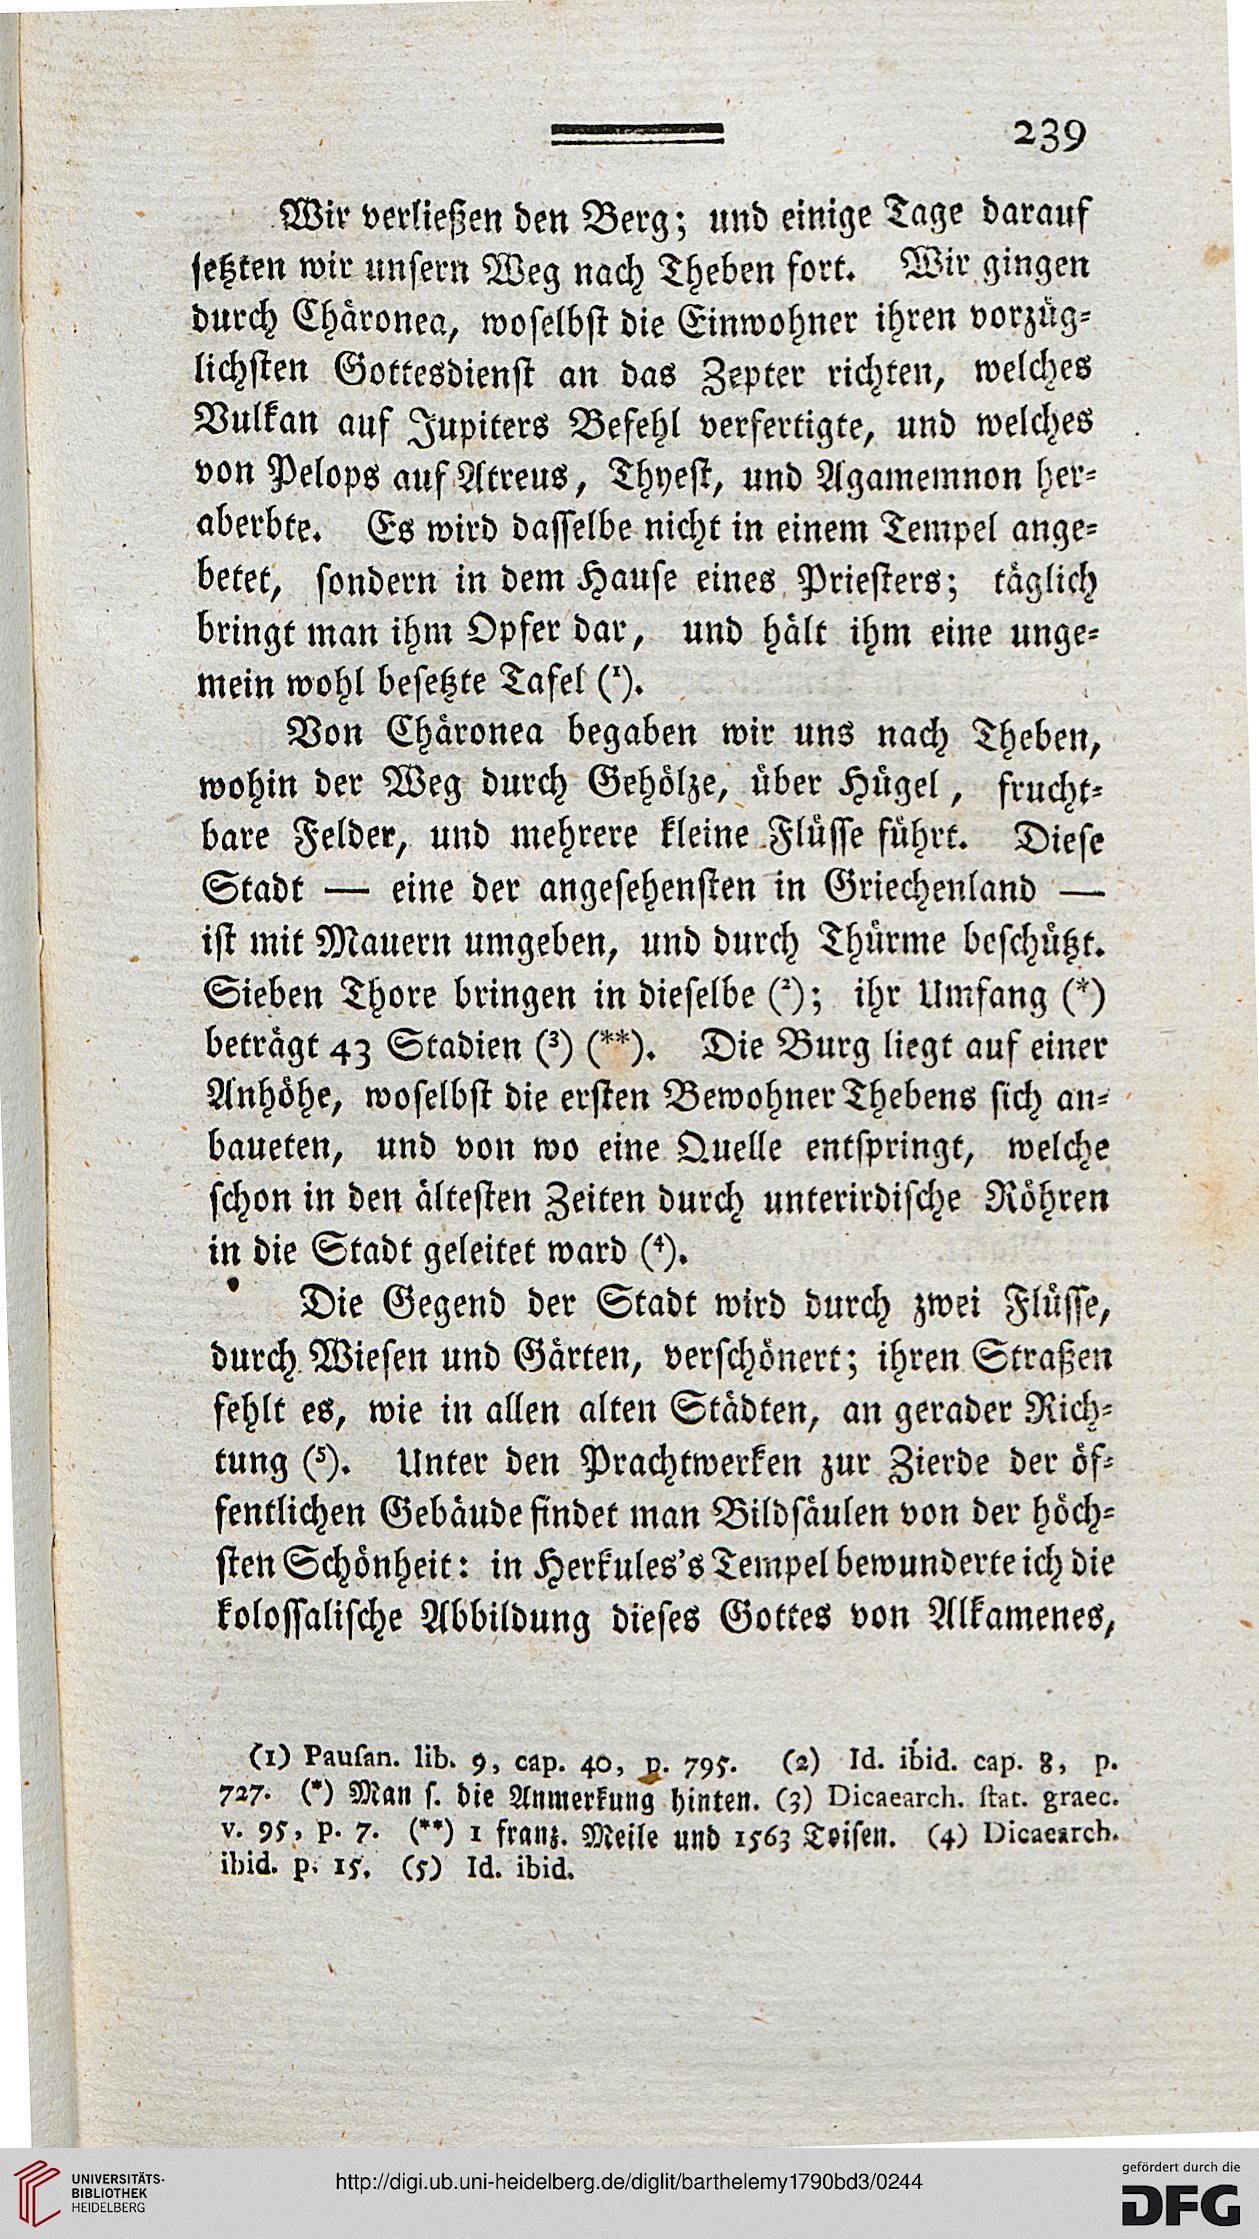 239
Wir verließen den Berg; und einige Tage darauf
setzten wir unsern Weg nach Theben fort. Wir gingen
durch Chäronea, woselbst die Einwohner ihren vorzüg-
lichsten Gottesdienst an das Zepter richten, welches
Vulkan auf Jupiters Befehl verfertigte, und welches
von Pelops auf Atreus, Thyest, und Agamemnon her-
aberbte. Es wird dasselbe nicht in einem Tempel ange-
betet, sondern in dem Hause eines Priesters; täglich
bringt man ihm Opfer dar, und hält ihm eine unge-
mein wohl besetzte Tafel (¹).
Von Chäronea begaben wir uns nach Theben,
wohin der Weg durch Gehölze, über Hügel, frucht-
bare Felder, und mehrere kleine Flüsse führt. Diese
Stadt — eine der angesehensten in Griechenland —
ist mit Mauern umgeben, und durch Thürme beschützt.
Sieben Thore bringen in dieselbe (²); ihr Umfang (*)
beträgt 43 Stadien (³) (**). Die Burg liegt auf einer
Anhöhe, woselbst die ersten Bewohner Thebens sich an-
baueten, und von wo eine Quelle entspringt, welche
schon in den ältesten Zeiten durch unterirdische Röhren
in die Stadt geleitet ward (⁴).
Die Gegend der Stadt wird durch zwei Flüsse,
durch Wiesen und Gärten, verschönert; ihren Straßen
fehlt es, wie in allen alten Städten, an gerader Rich-
tung (⁵). Unter den Prachtwerken zur Zierde der öf-
fentlichen Gebäude findet man Bildsäulen von der höch-
sten Schönheit: in Herkules's Tempel bewunderte ich die
kolossalische Abbildung dieses Gottes von Alkamenes,
(1) Pausan. lib. 9, cap. 40, p. 795. (2) Id. ibid. cap. 8, p.
727. (*) Man s. die Anmerkung hinten. (3) Dicaearch. stat. graec.
v. 95, p. 7. (**) 1 franz. Meile und 1563 Toisen. (4) Dicaearch.
ibid. p. 15. (5) Id. ibid.
UNIVERSITÄTS-
BIBLIOTHEK
HEIDELBERG
http://digi.ub.uni-heidelberg.de/diglit/barthelemy1790bd3/0244
gefördert durch die
DFG